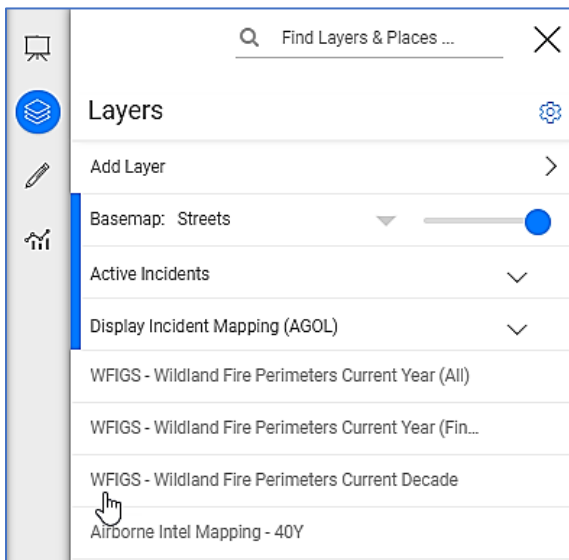 Find Layers & Places ...
Layers
Add Layer
Basemap: Streets
Active Incidents
Display Incident Mapping (AGOL)
WFIGS - Wildland Fire Perimeters Current Year (All)
WFIGS - Wildland Fire Perimeters Current Year (Fin...
WFIGS - Wildland Fire Perimeters Current Decade
Airborne Intel Mapping - 40Y